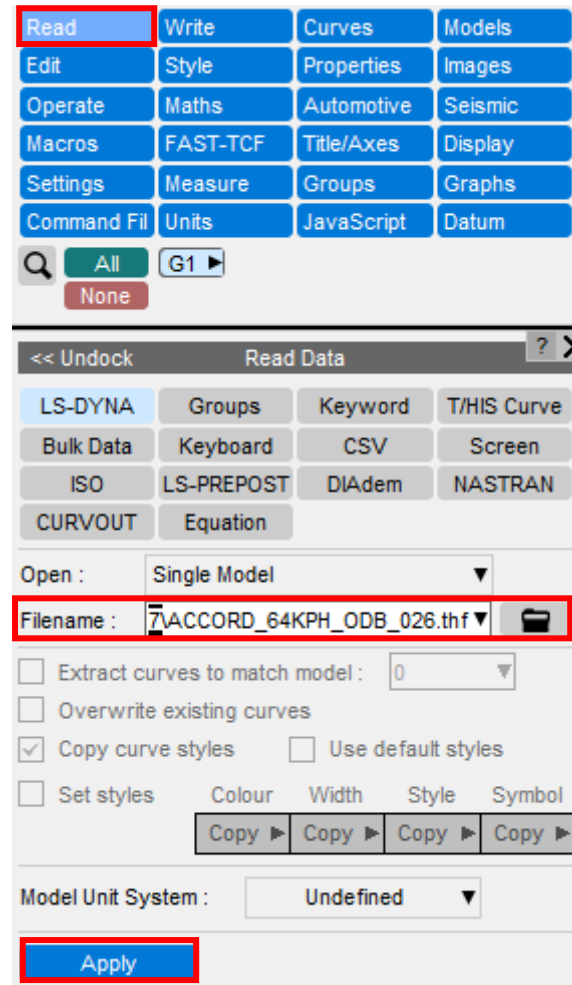 Read Write Curves Models
Edit Style Properties Images
Operate Maths Automotive Seismic
Macros FAST-TCF Title/Axes Display
Settings Measure Groups Graphs
Command Fil Units JavaScript Datum
All G1 ▶
None
? X
<< Undock Read Data
LS-DYNA Groups Keyword T/HIS Curve
Bulk Data Keyboard CSV Screen
ISO LS-PREPOST DIAdem NASTRAN
CURVOUT Equation
Open : Single Model ▼
Filename : 7\ACCORD_64KPH_ODB_026.thf ▼
Extract curves to match model : 0 ▼
Overwrite existing curves
Copy curve styles Use default styles
Set styles Colour Width Style Symbol
Copy ▶ Copy ▶ Copy ▶ Copy ▶
Model Unit System : Undefined ▼
Apply